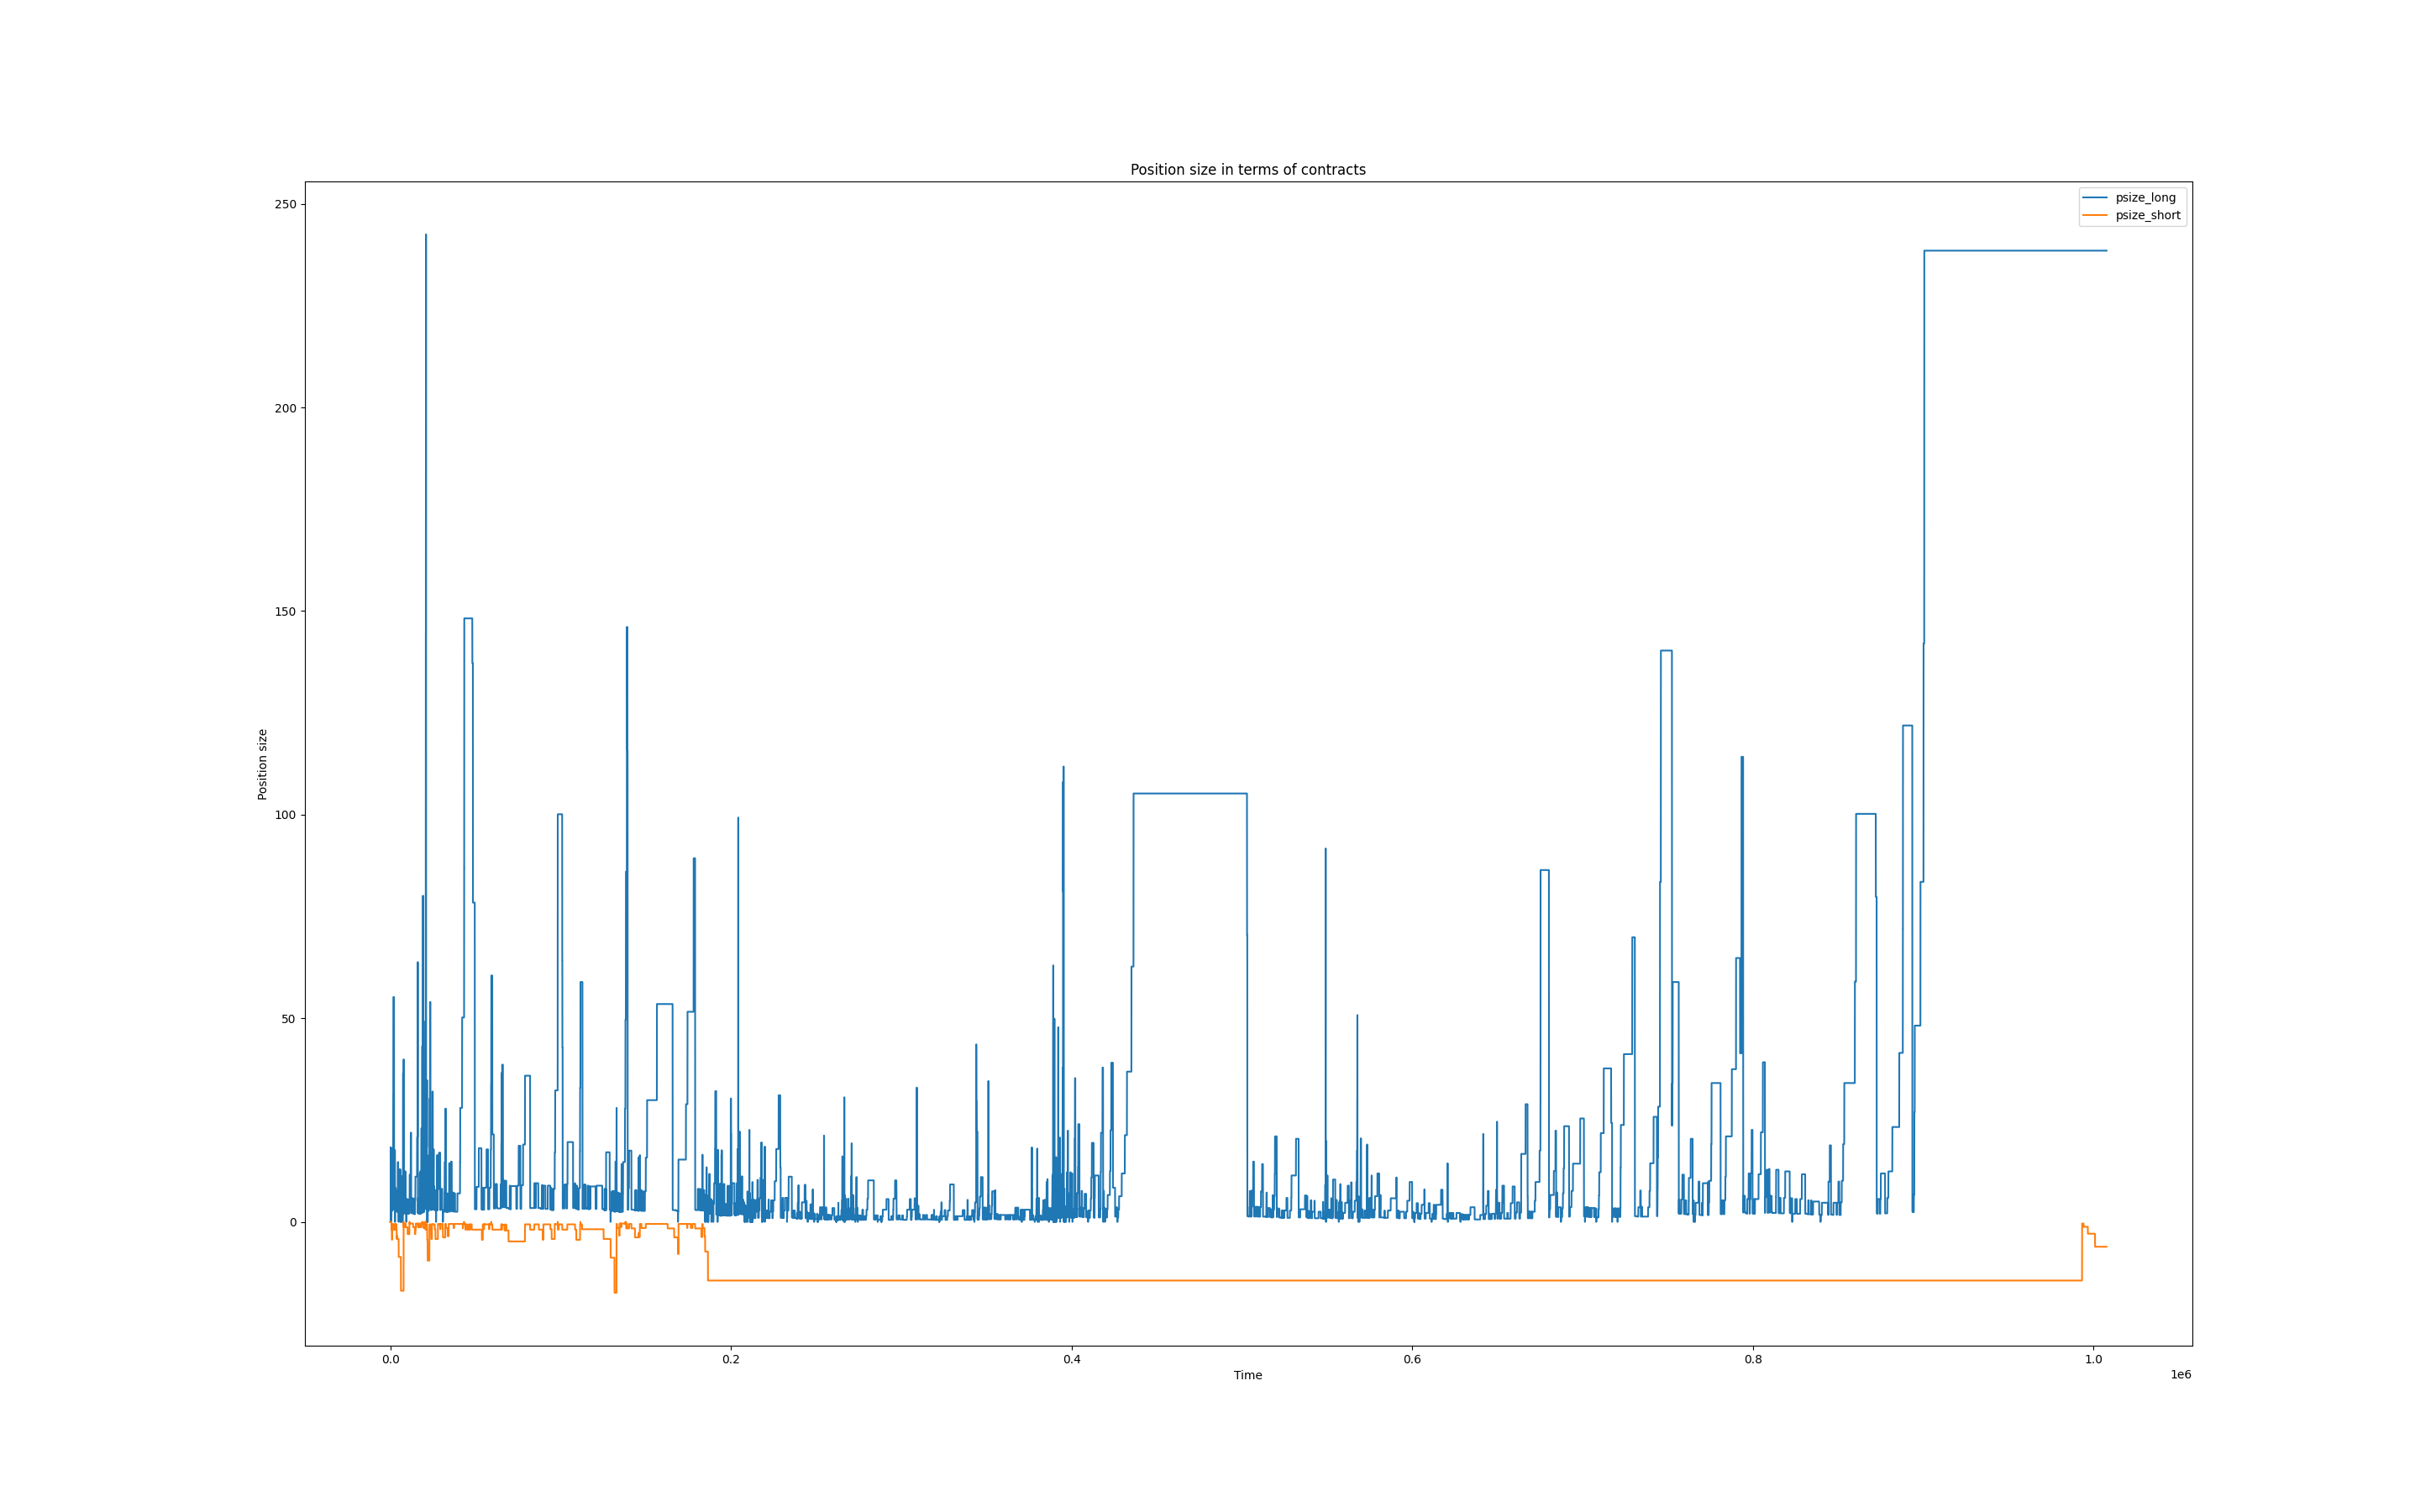 Position size in terms of contracts
psize_long
psize_short
250
200
150
100
50
0
Position size
0.0 0.2 0.4 0.6 0.8 1.0
Time
1e6